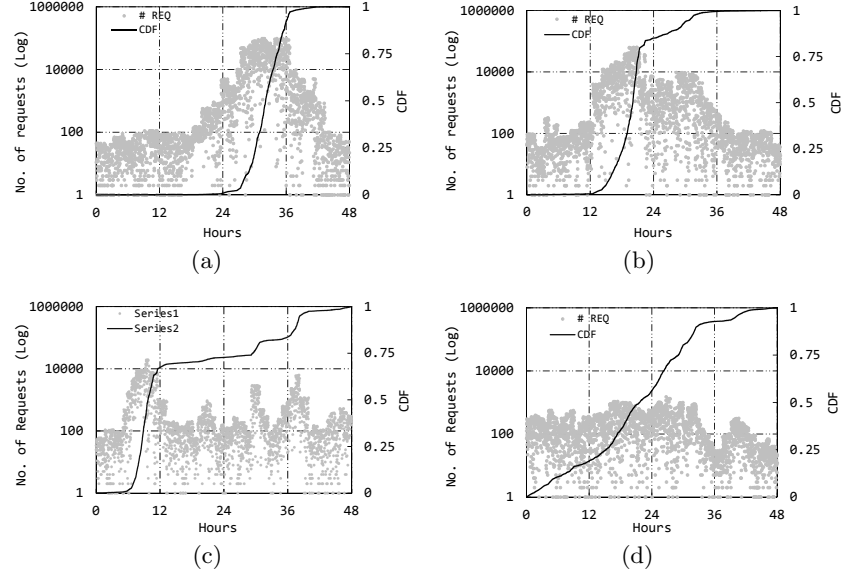 1000000
10000
100
1
No. of requests (Log)
# REQ
CDF
1
0.75
0.5
0.25
0
CDF
0 12 24 36 48
Hours
(a)
1000000
10000
100
1
No. of requests (Log)
# REQ
CDF
1
0.75
0.5
0.25
0
CDF
0 12 24 36 48
Hours
(b)
1000000
10000
100
1
No. of Requests (Log)
Series1
Series2
1
0.75
0.5
0.25
0
CDF
0 12 24 36 48
Hours
(c)
1000000
10000
100
1
No. of Requests (Log)
# REQ
CDF
1
0.75
0.5
0.25
0
CDF
0 12 24 36 48
Hours
(d)